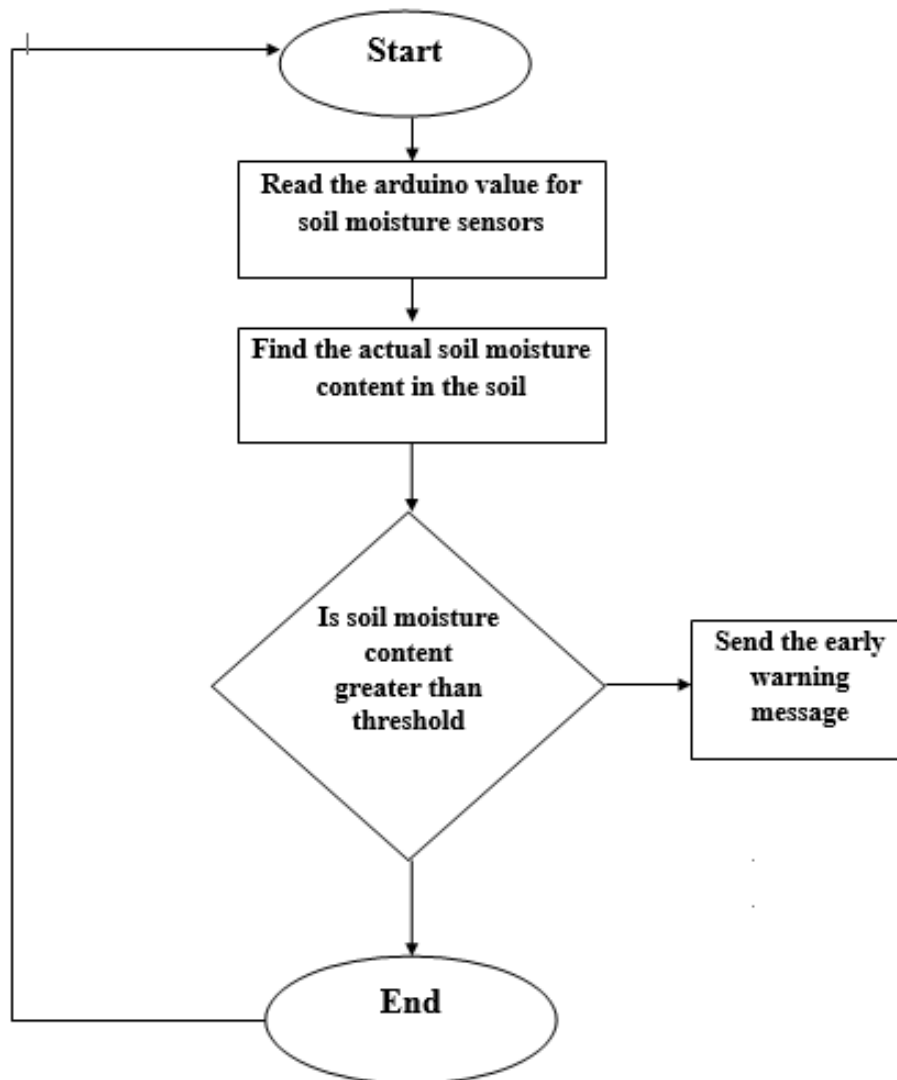 Start
Read the arduino value for
soil moisture sensors
Find the actual soil moisture
content in the soil
Is soil moisture
content
greater than
threshold
Send the early
warning
message
End